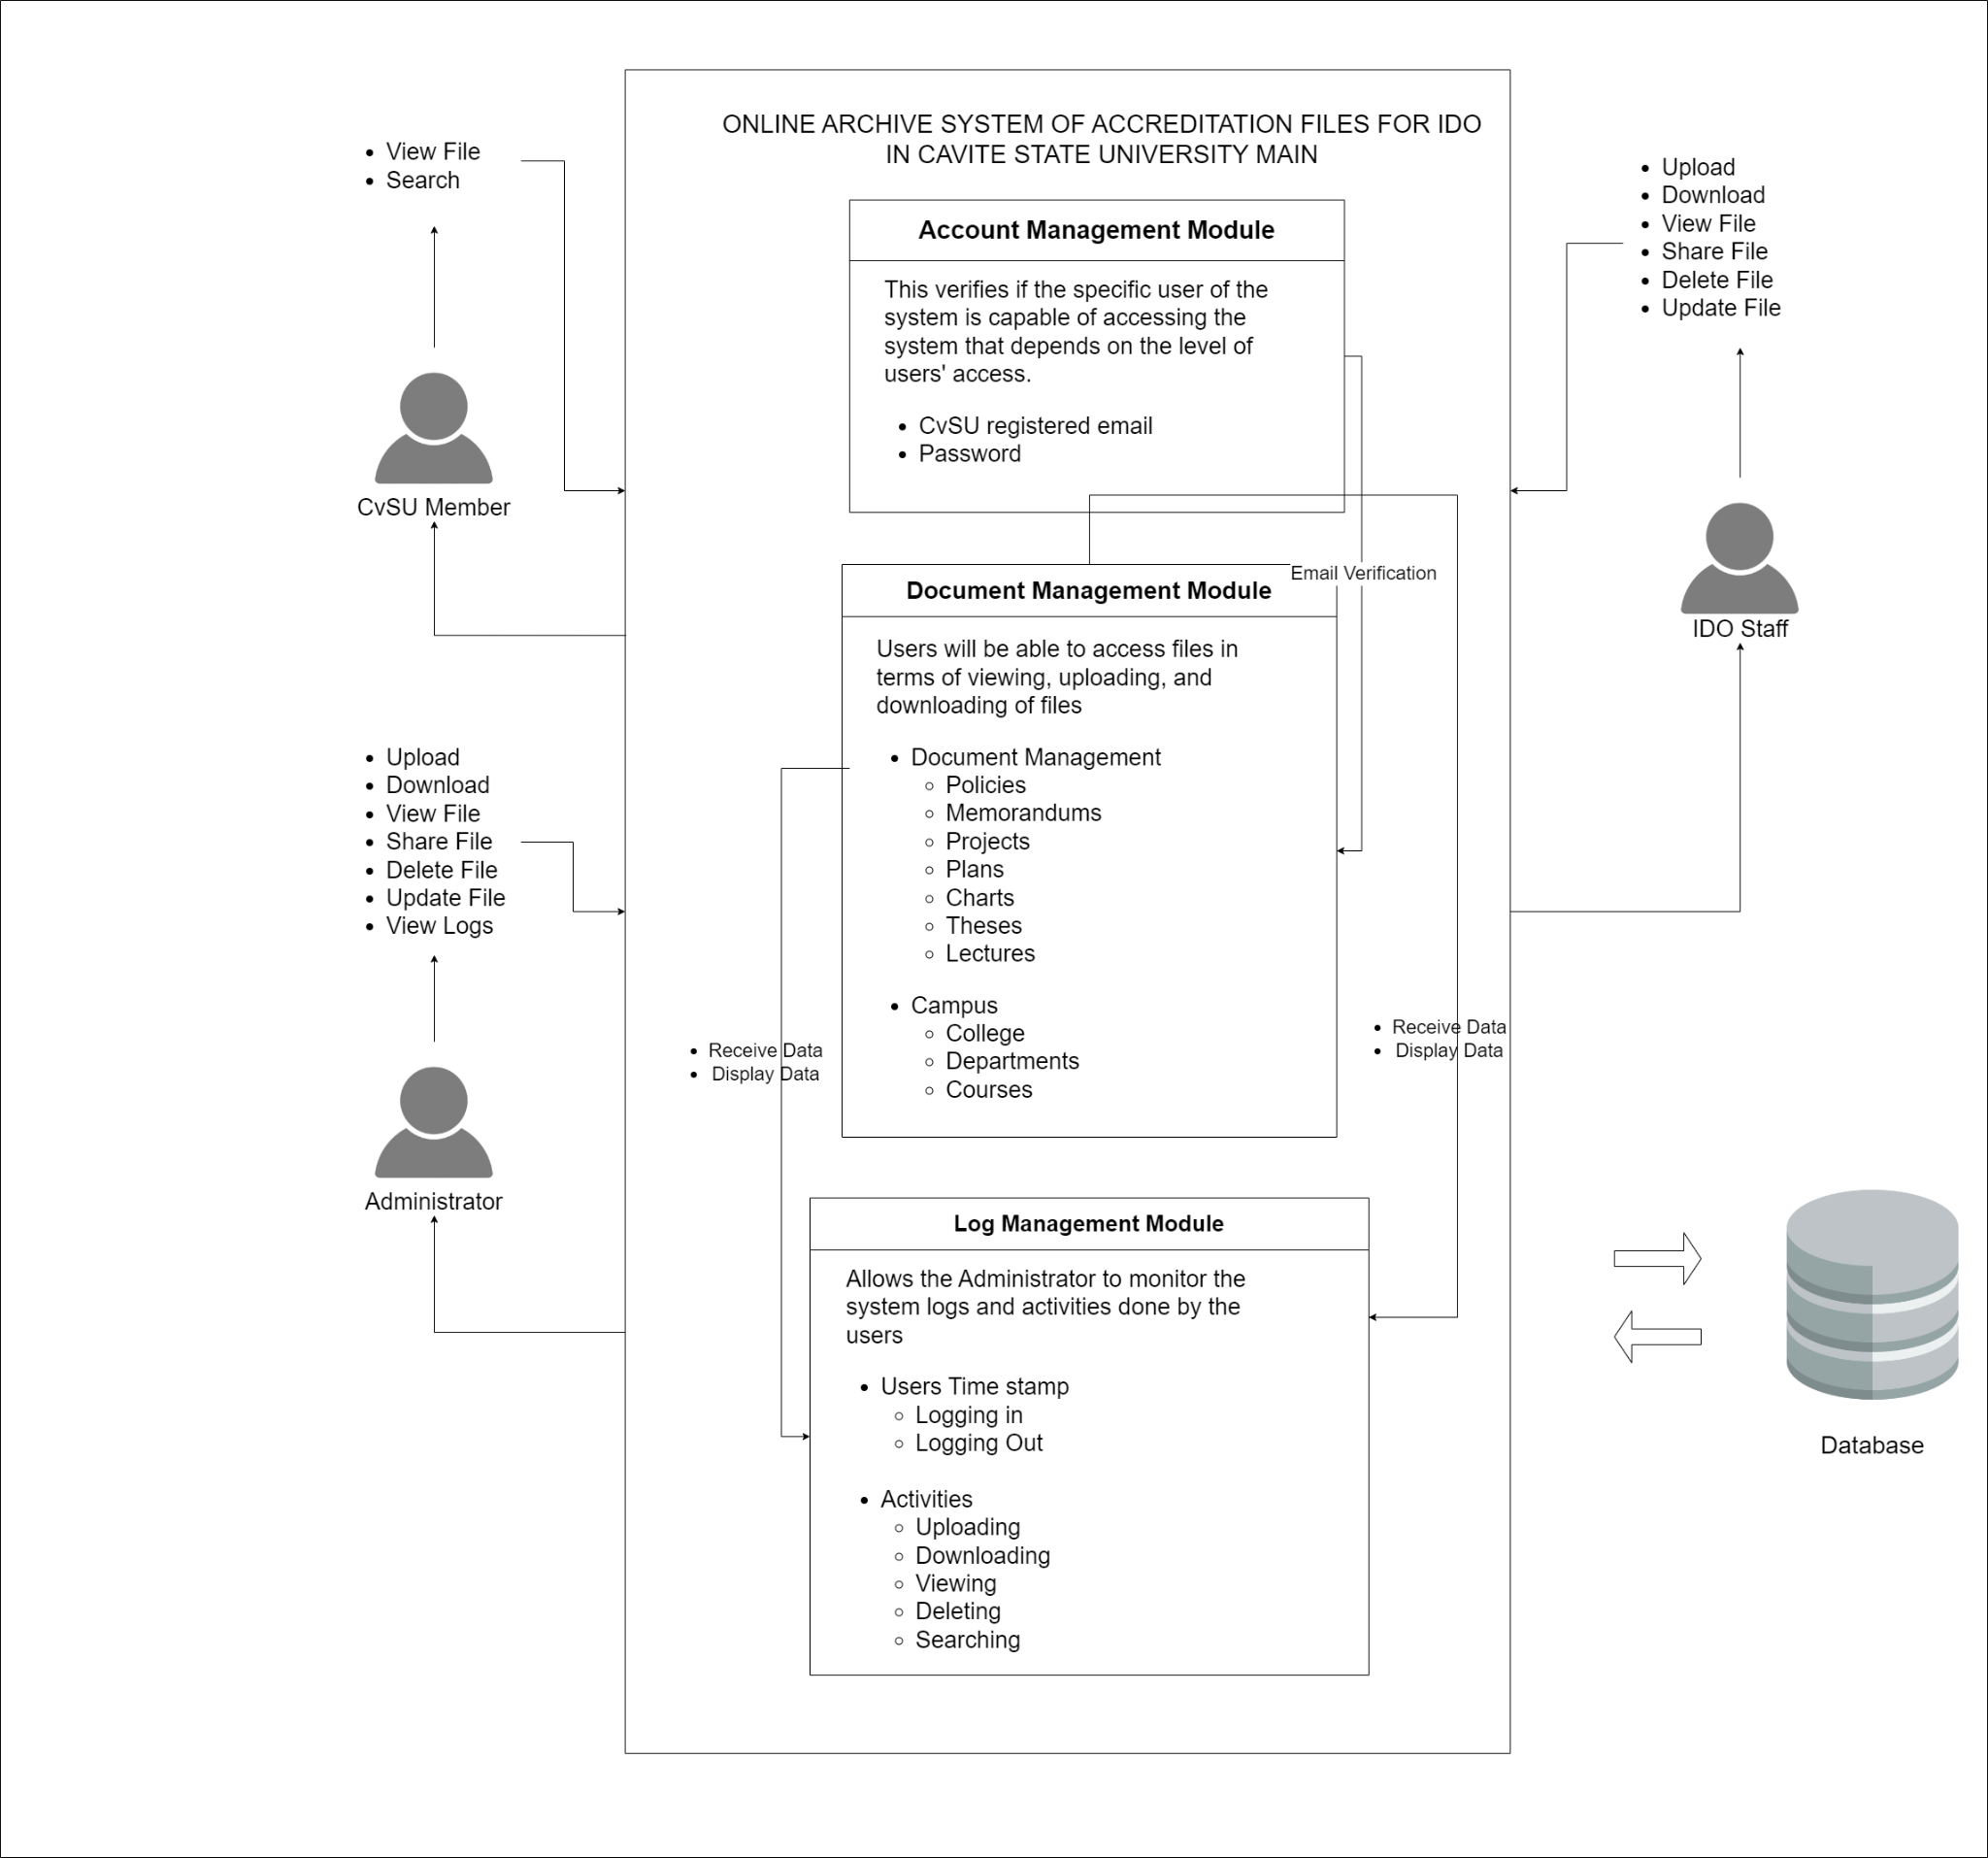 ONLINE ARCHIVE SYSTEM OF ACCREDITATION FILES FOR IDO
IN CAVITE STATE UNIVERSITY MAIN
View File
Search
CvSU Member
Upload
Download
View File
Share File
Delete File
Update File
View Logs
Administrator
Account Management Module
This verifies if the specific user of the
system is capable of accessing the
system that depends on the level of
users' access.
CvSU registered email
Password
Email Verification
Document Management Module
Users will be able to access files in
terms of viewing, uploading, and
downloading of files
Document Management
Policies
Memorandums
Projects
Plans
Charts
Theses
Lectures
Campus
College
Departments
Courses
Receive Data
Display Data
Receive Data
Display Data
Log Management Module
Allows the Administrator to monitor the
system logs and activities done by the
users
Users Time stamp
Logging in
Logging Out
Activities
Uploading
Downloading
Viewing
Deleting
Searching
Upload
Download
View File
Share File
Delete File
Update File
IDO Staff
Database